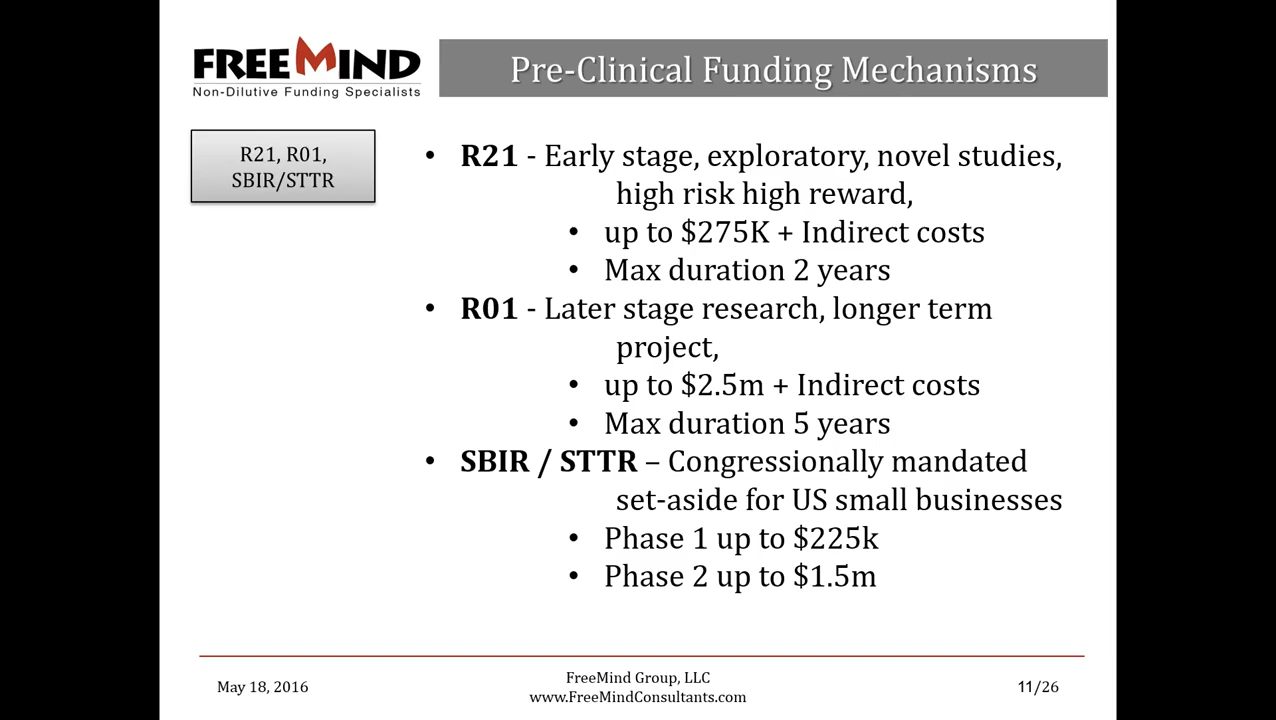 FREEMIND
Non-Dilutive Funding Specialists
Pre-Clinical Funding Mechanisms
R21, R01,
SBIR/STTR
• R21 - Early stage, exploratory, novel studies,
high risk high reward,
• up to $275K + Indirect costs
• Max duration 2 years
• R01 - Later stage research, longer term
project,
• up to $2.5m + Indirect costs
• Max duration 5 years
• SBIR / STTR – Congressionally mandated
set-aside for US small businesses
• Phase 1 up to $225k
• Phase 2 up to $1.5m
May 18, 2016
FreeMind Group, LLC
www.FreeMindConsultants.com
11/26